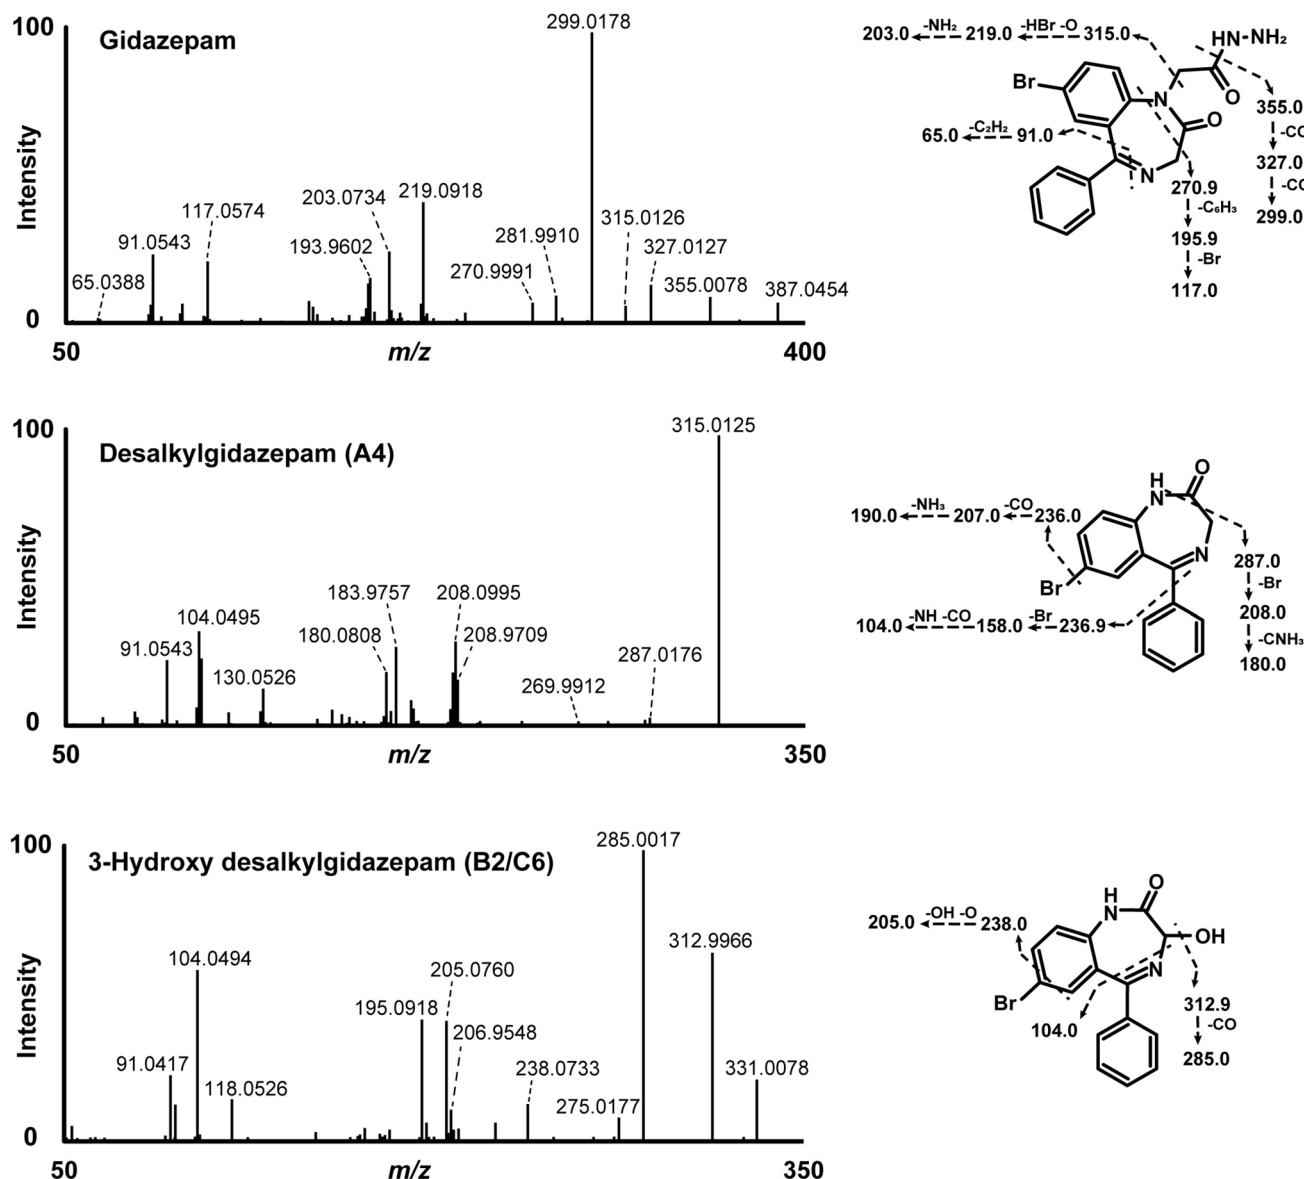 100
Gidazepam
299.0178
219.0918
203.0734
117.0574
193.9602
91.0543
65.0388
281.9910
270.9991
315.0126
327.0127
355.0078
387.0454
Intensity
0
50
m/z
400
203.0 -NH₂ 219.0 -HBr -O 315.0
HN-NH₂
Br
N
O
O
N
65.0 -C₂H₂ 91.0
355.0
-CO
327.0
-CO
299.0
270.9
-C₆H₃
195.9
-Br
117.0
100
Desalkylgidazepam (A4)
315.0125
183.9757
208.0995
104.0495
180.0808
208.9709
91.0543
130.0526
287.0176
269.9912
Intensity
0
50
m/z
350
H
N
O
N
Br
190.0 -NH₃ 207.0 -CO 236.0
104.0 -NH -CO 158.0 -Br 236.9
287.0
-Br
208.0
-CNH₃
180.0
100
3-Hydroxy desalkylgidazepam (B2/C6)
285.0017
312.9966
104.0494
205.0760
195.0918
206.9548
91.0417
118.0526
238.0733
275.0177
331.0078
Intensity
0
50
m/z
350
H
N
O
OH
N
Br
205.0 -OH -O 238.0
104.0
312.9
-CO
285.0